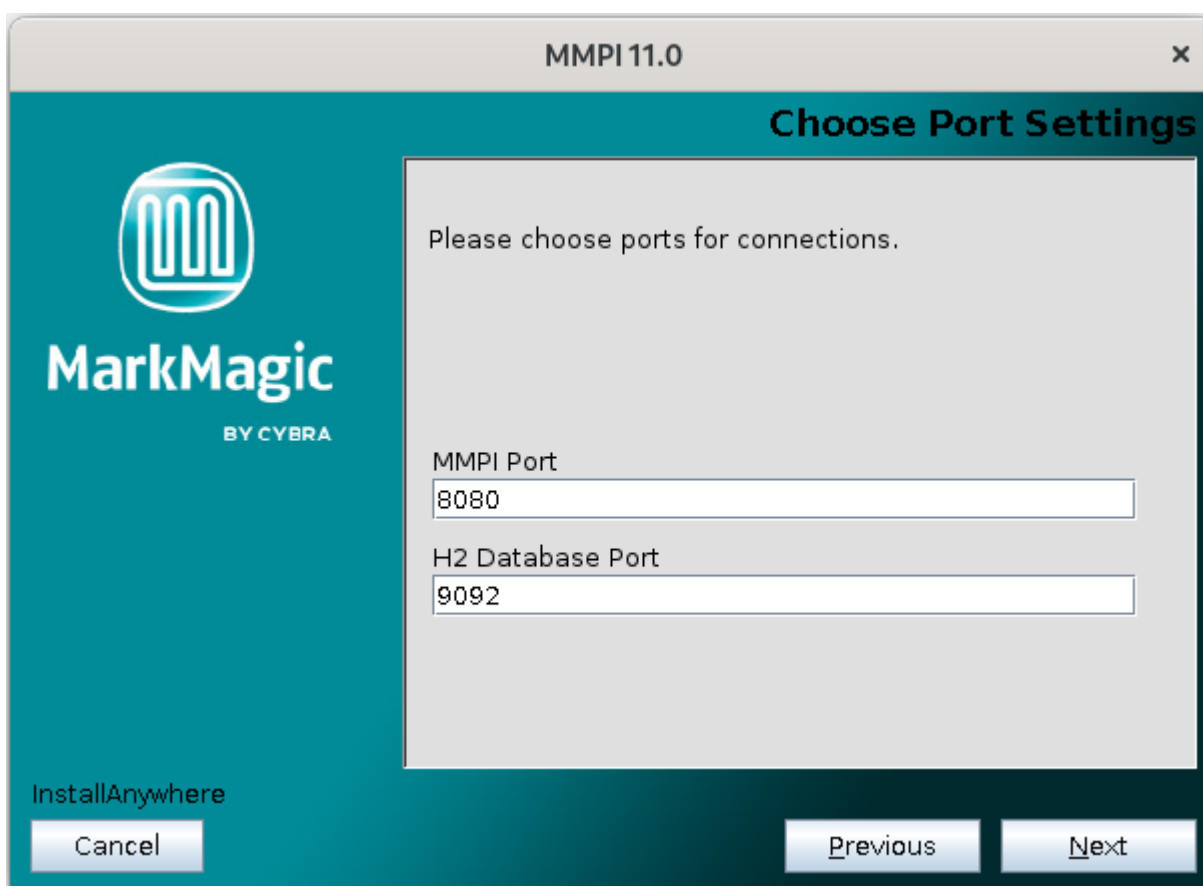 MMPI 11.0
Choose Port Settings
MarkMagic
BY CYBRA
Please choose ports for connections.
MMPI Port
8080
H2 Database Port
9092
InstallAnywhere
Cancel
Previous
Next